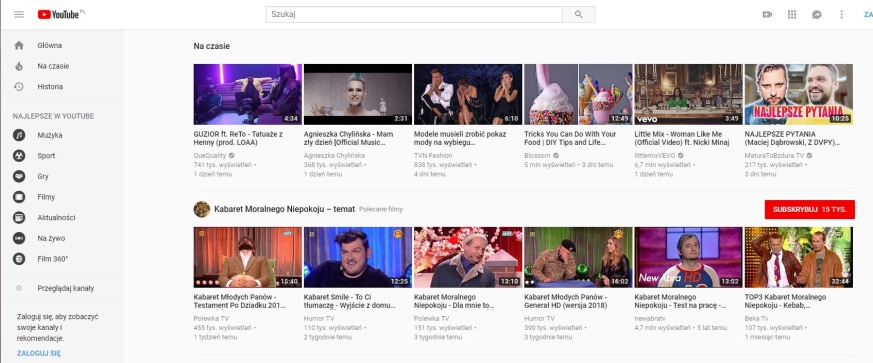 YouTube PL
Szukaj
ZA
Główna
Na czasie
Historia
NAJLEPSZE W YOUTUBE
Muzyka
Sport
Gry
Filmy
Aktualności
Na żywo
Film 360°
Przeglądaj kanały
Zaloguj się, aby zobaczyć
swoje kanały i
rekomendacje.
ZALOGUJ SIĘ
Na czasie
4:34
2:31
6:10
12:49
vevo
3:49
NAJLEPSZE PYTANIA
10:25
GUZIOR ft. ReTo - Tatuaże z
Henny (prod. LOAA)
QueQuality
741 tys. wyświetleń •
1 dzień temu
Agnieszka Chylińska - Mam
zły dzień [Official Music...
Agnieszka Chylińska
368 tys. wyświetleń •
1 dzień temu
Modele musieli zrobić pokaz
mody na wybiegu...
TVN Fashion
838 tys. wyświetleń •
4 dni temu
Tricks You Can Do With Your
Food | DIY Tips and Life...
Blossom
5 mln wyświetleń • 3 dni temu
Little Mix - Woman Like Me
(Official Video) ft. Nicki Minaj
littlemixVEVO
6,7 mln wyświetleń •
1 dzień temu
NAJLEPSZE PYTANIA
(Maciej Dąbrowski, Z DVPY)...
MaturaToBzdura.TV
217 tys. wyświetleń •
3 dni temu
Kabaret Moralnego Niepokoju – temat Polecane filmy
SUBSKRYBUJ 15 TYS.
15:40
12:25
13:10
16:02
New Abra HD
13:02
32:44
Kabaret Młodych Panów -
Testament Po Dziadku 201...
Polewka TV
455 tys. wyświetleń •
1 tydzień temu
Kabaret Smile - To Ci
tłumaczę - Wyjście z domu...
Humor TV
110 tys. wyświetleń •
2 tygodnie temu
Kabaret Moralnego
Niepokoju - Dla mnie to...
Polewka TV
151 tys. wyświetleń •
3 tygodnie temu
Kabaret Młodych Panów -
General HD (wersja 2018)
Humor TV
390 tys. wyświetleń •
3 tygodnie temu
Kabaret Moralnego
Niepokoju - Test na pracę -...
newabratv
4,7 mln wyświetleń • 5 lat temu
TOP3 Kabaret Moralnego
Niepokoju - Kebab,...
Beka Tv
107 tys. wyświetleń •
1 miesiąc temu